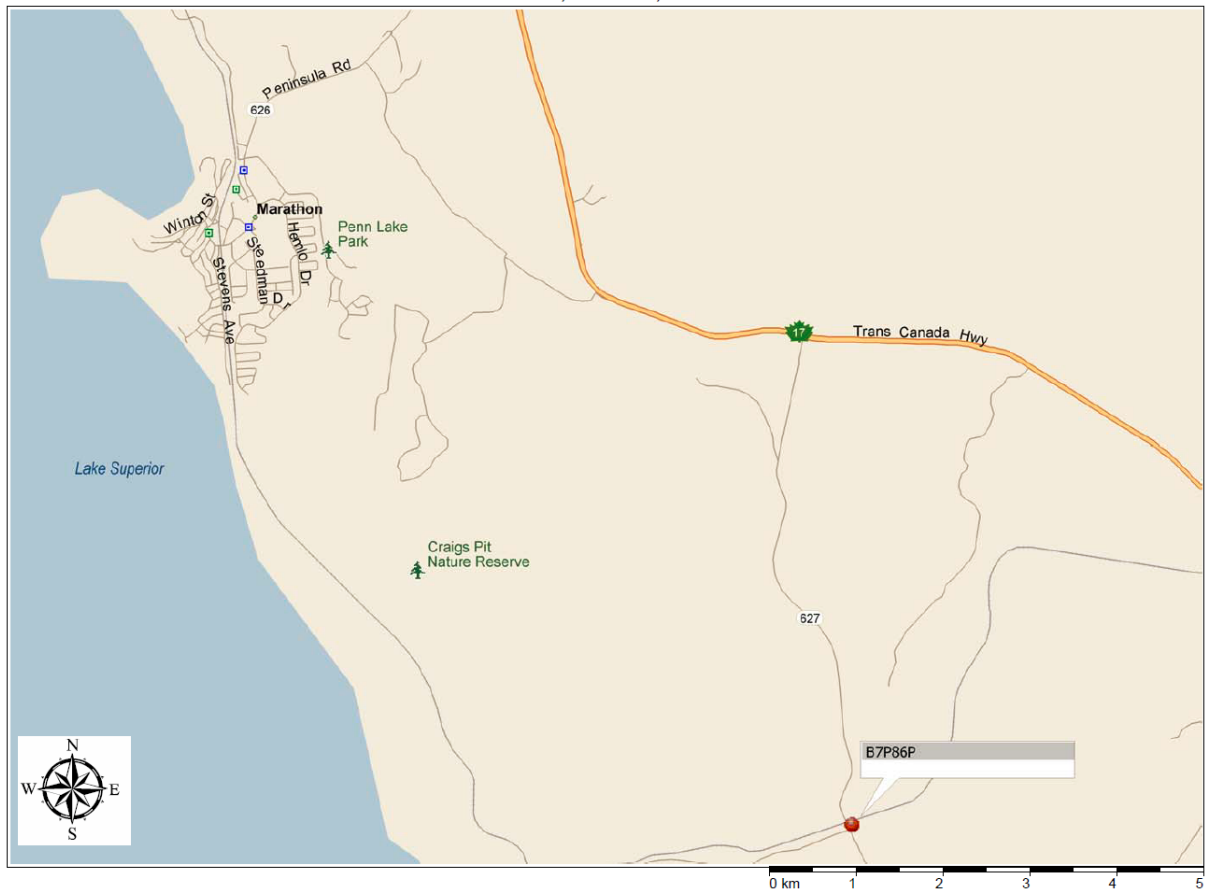 Peninsula Rd
626
Winton St
Marathon
Penn Lake
Park
Hemlo Dr
Steedman Dr
Stevens Ave
17
Trans Canada Hwy
Lake Superior
Craigs Pit
Nature Reserve
627
B7P86P
N
W E
S
0 km 1 2 3 4 5